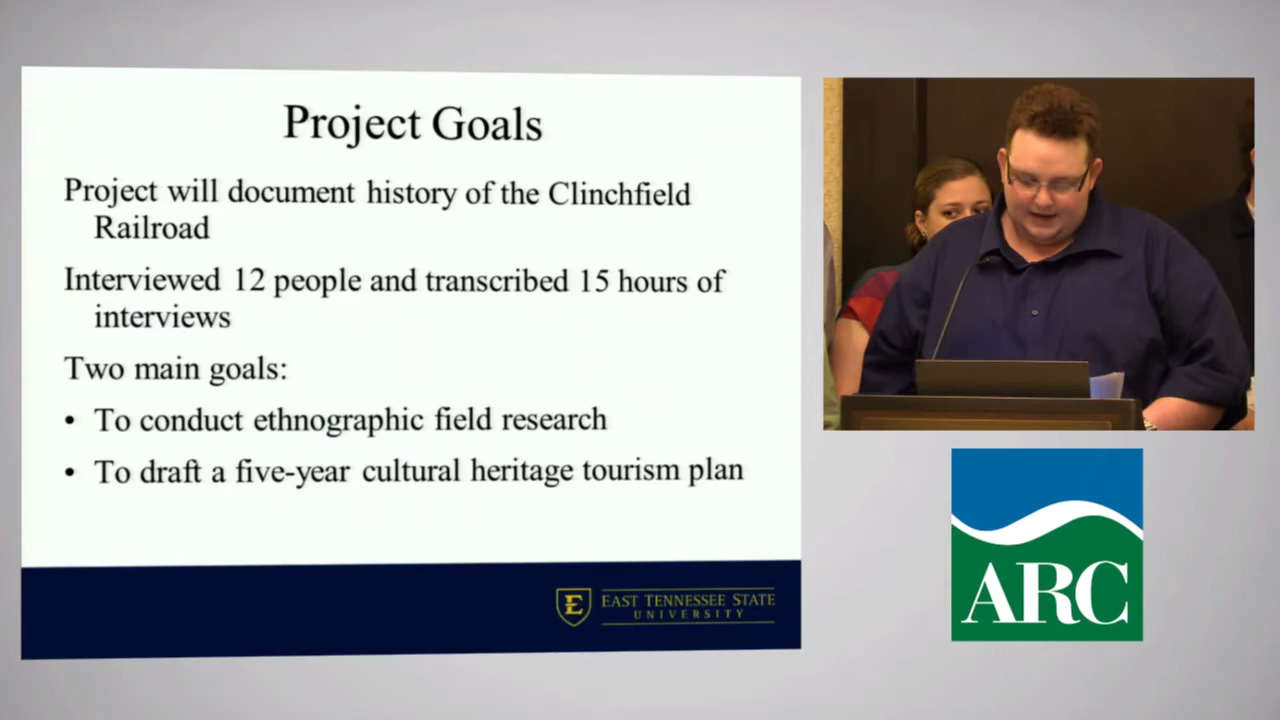 Project Goals
Project will document history of the Clinchfield
Railroad
Interviewed 12 people and transcribed 15 hours of
interviews
Two main goals:
• To conduct ethnographic field research
• To draft a five-year cultural heritage tourism plan
E EAST TENNESSEE STATE
UNIVERSITY
ARC